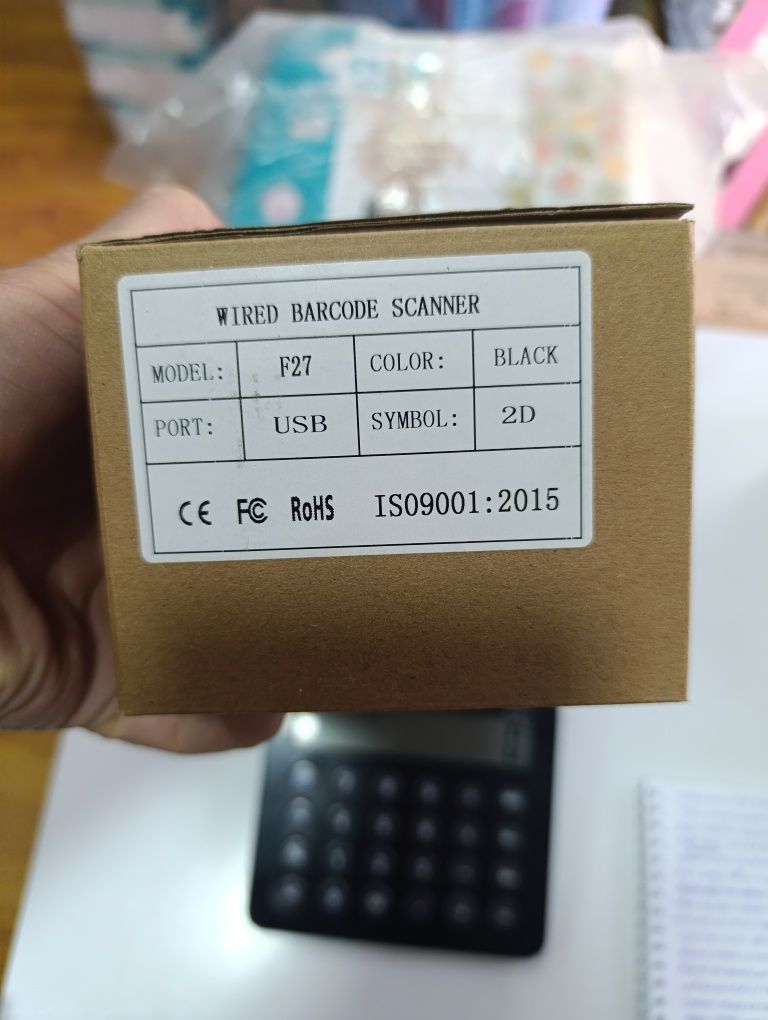 WIRED BARCODE SCANNER
MODEL: F27 COLOR: BLACK
PORT: USB SYMBOL: 2D
CE FC RoHS ISO9001:2015